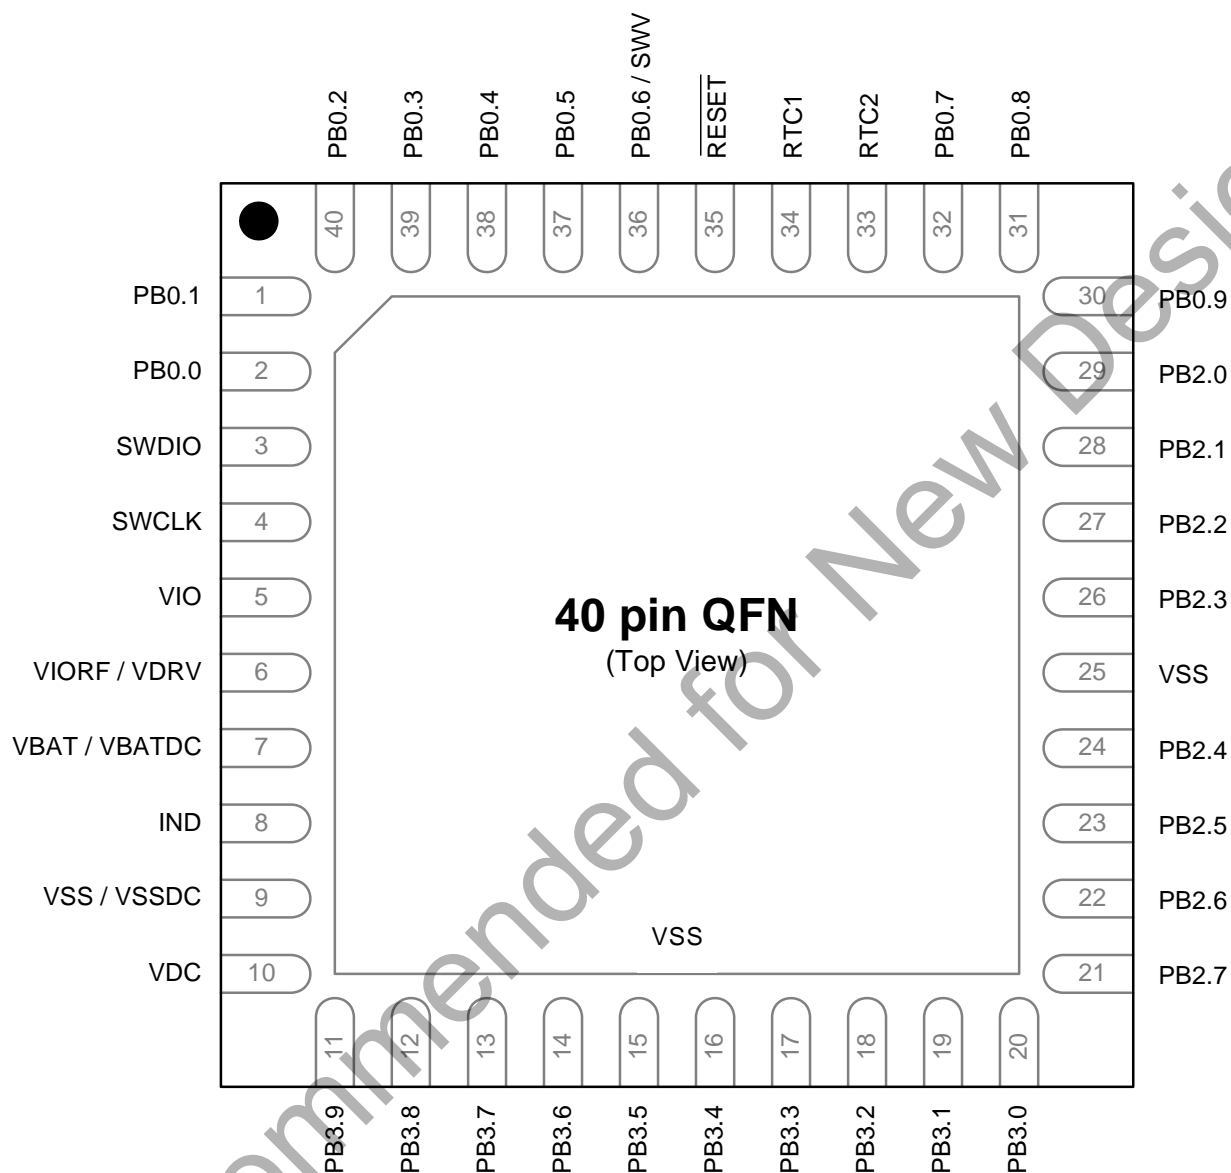 PB0.2
PB0.3
PB0.4
PB0.5
PB0.6 / SWV
RESET
RTC1
RTC2
PB0.7
PB0.8
40
39
38
37
36
35
34
33
32
31
PB0.1 1
PB0.0 2
SWDIO 3
SWCLK 4
VIO 5
VIORF / VDRV 6
VBAT / VBATDC 7
IND 8
VSS / VSSDC 9
VDC 10
40 pin QFN
(Top View)
VSS
30 PB0.9
29 PB2.0
28 PB2.1
27 PB2.2
26 PB2.3
25 VSS
24 PB2.4
23 PB2.5
22 PB2.6
21 PB2.7
11
12
13
14
15
16
17
18
19
20
PB3.9
PB3.8
PB3.7
PB3.6
PB3.5
PB3.4
PB3.3
PB3.2
PB3.1
PB3.0
ommended for New Desig